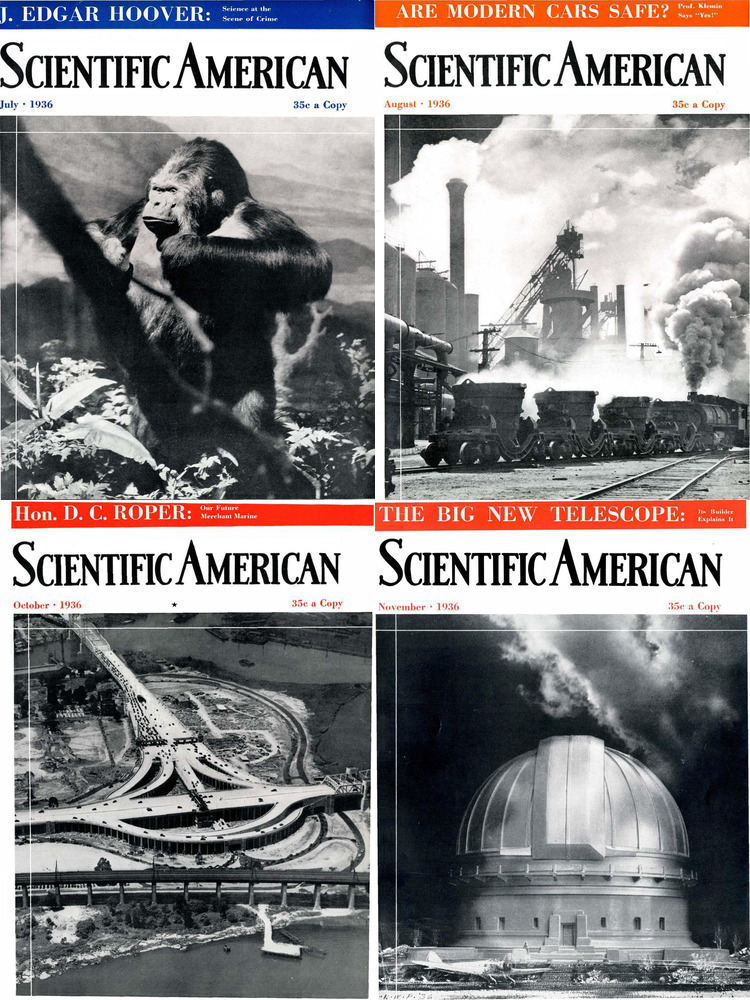 J. EDGAR HOOVER:
Science at the
Scene of Crime
SCIENTIFIC AMERICAN
July · 1936
35c a Copy
ARE MODERN CARS SAFE?
Prof. Klemin
Says "Yes!"
SCIENTIFIC AMERICAN
August · 1936
35c a Copy
Hon. D. C. ROPER:
Our Future
Merchant Marine
SCIENTIFIC AMERICAN
October · 1936
★
35c a Copy
THE BIG NEW TELESCOPE:
Its Builder
Explains It
SCIENTIFIC AMERICAN
November · 1936
35c a Copy